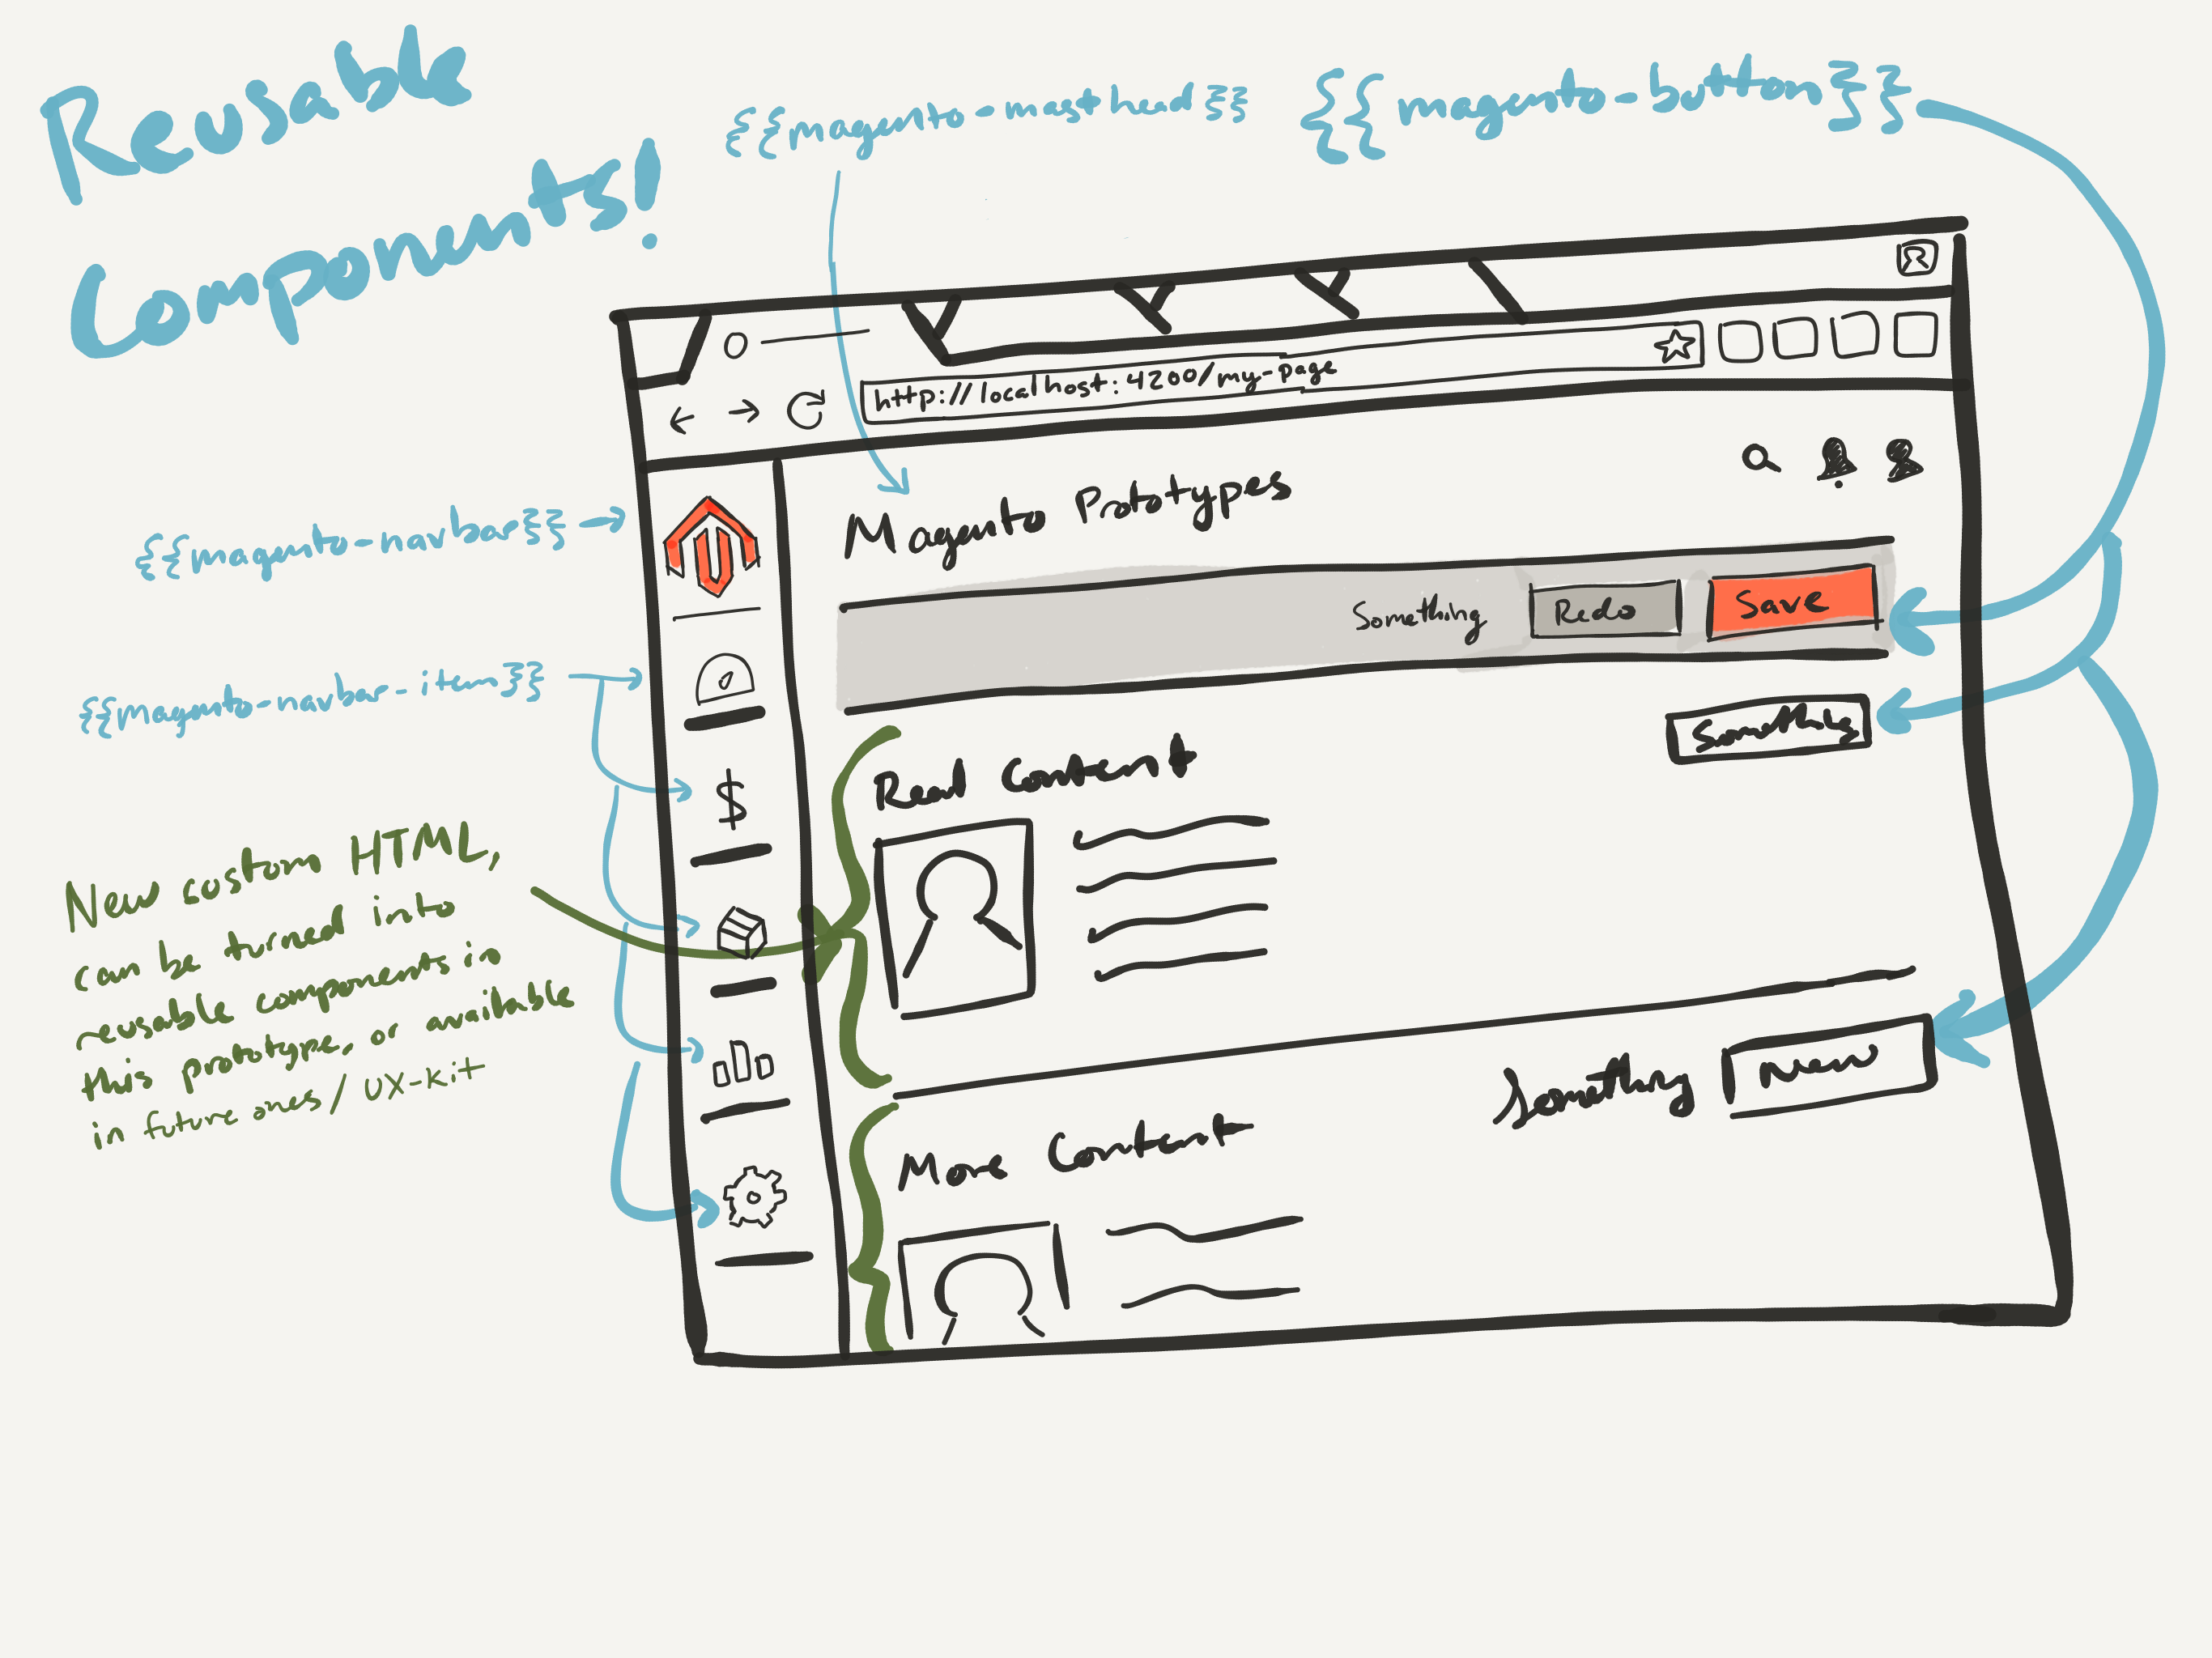 Reusable
Components!
{{magento-masthead}}
{{magento-button}}
http://localhost:4200/my-page
{{magento-navbar}}
Magento Prototypes
Something
Redo
Save
{{magento-navbar-item}}
Something
Read Content
New custom HTML,
can be turned into
reusable components in
this prototype, or available
in future ones/ UX-kit
Something
New
More Content